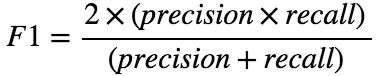 F1 = 2 × (precision × recall) / (precision + recall)